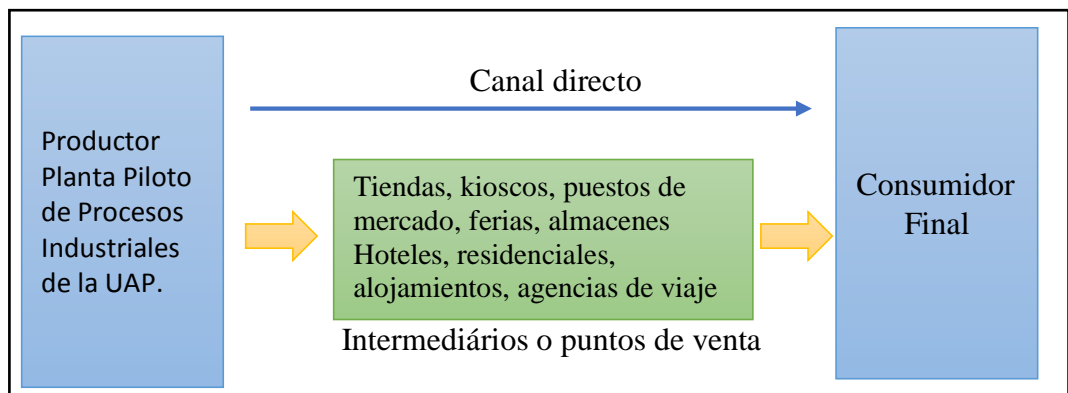 Productor
Planta Piloto
de Procesos
Industriales
de la UAP.
Canal directo
Tiendas, kioscos, puestos de
mercado, ferias, almacenes
Hoteles, residenciales,
alojamientos, agencias de viaje
Intermediários o puntos de venta
Consumidor
Final